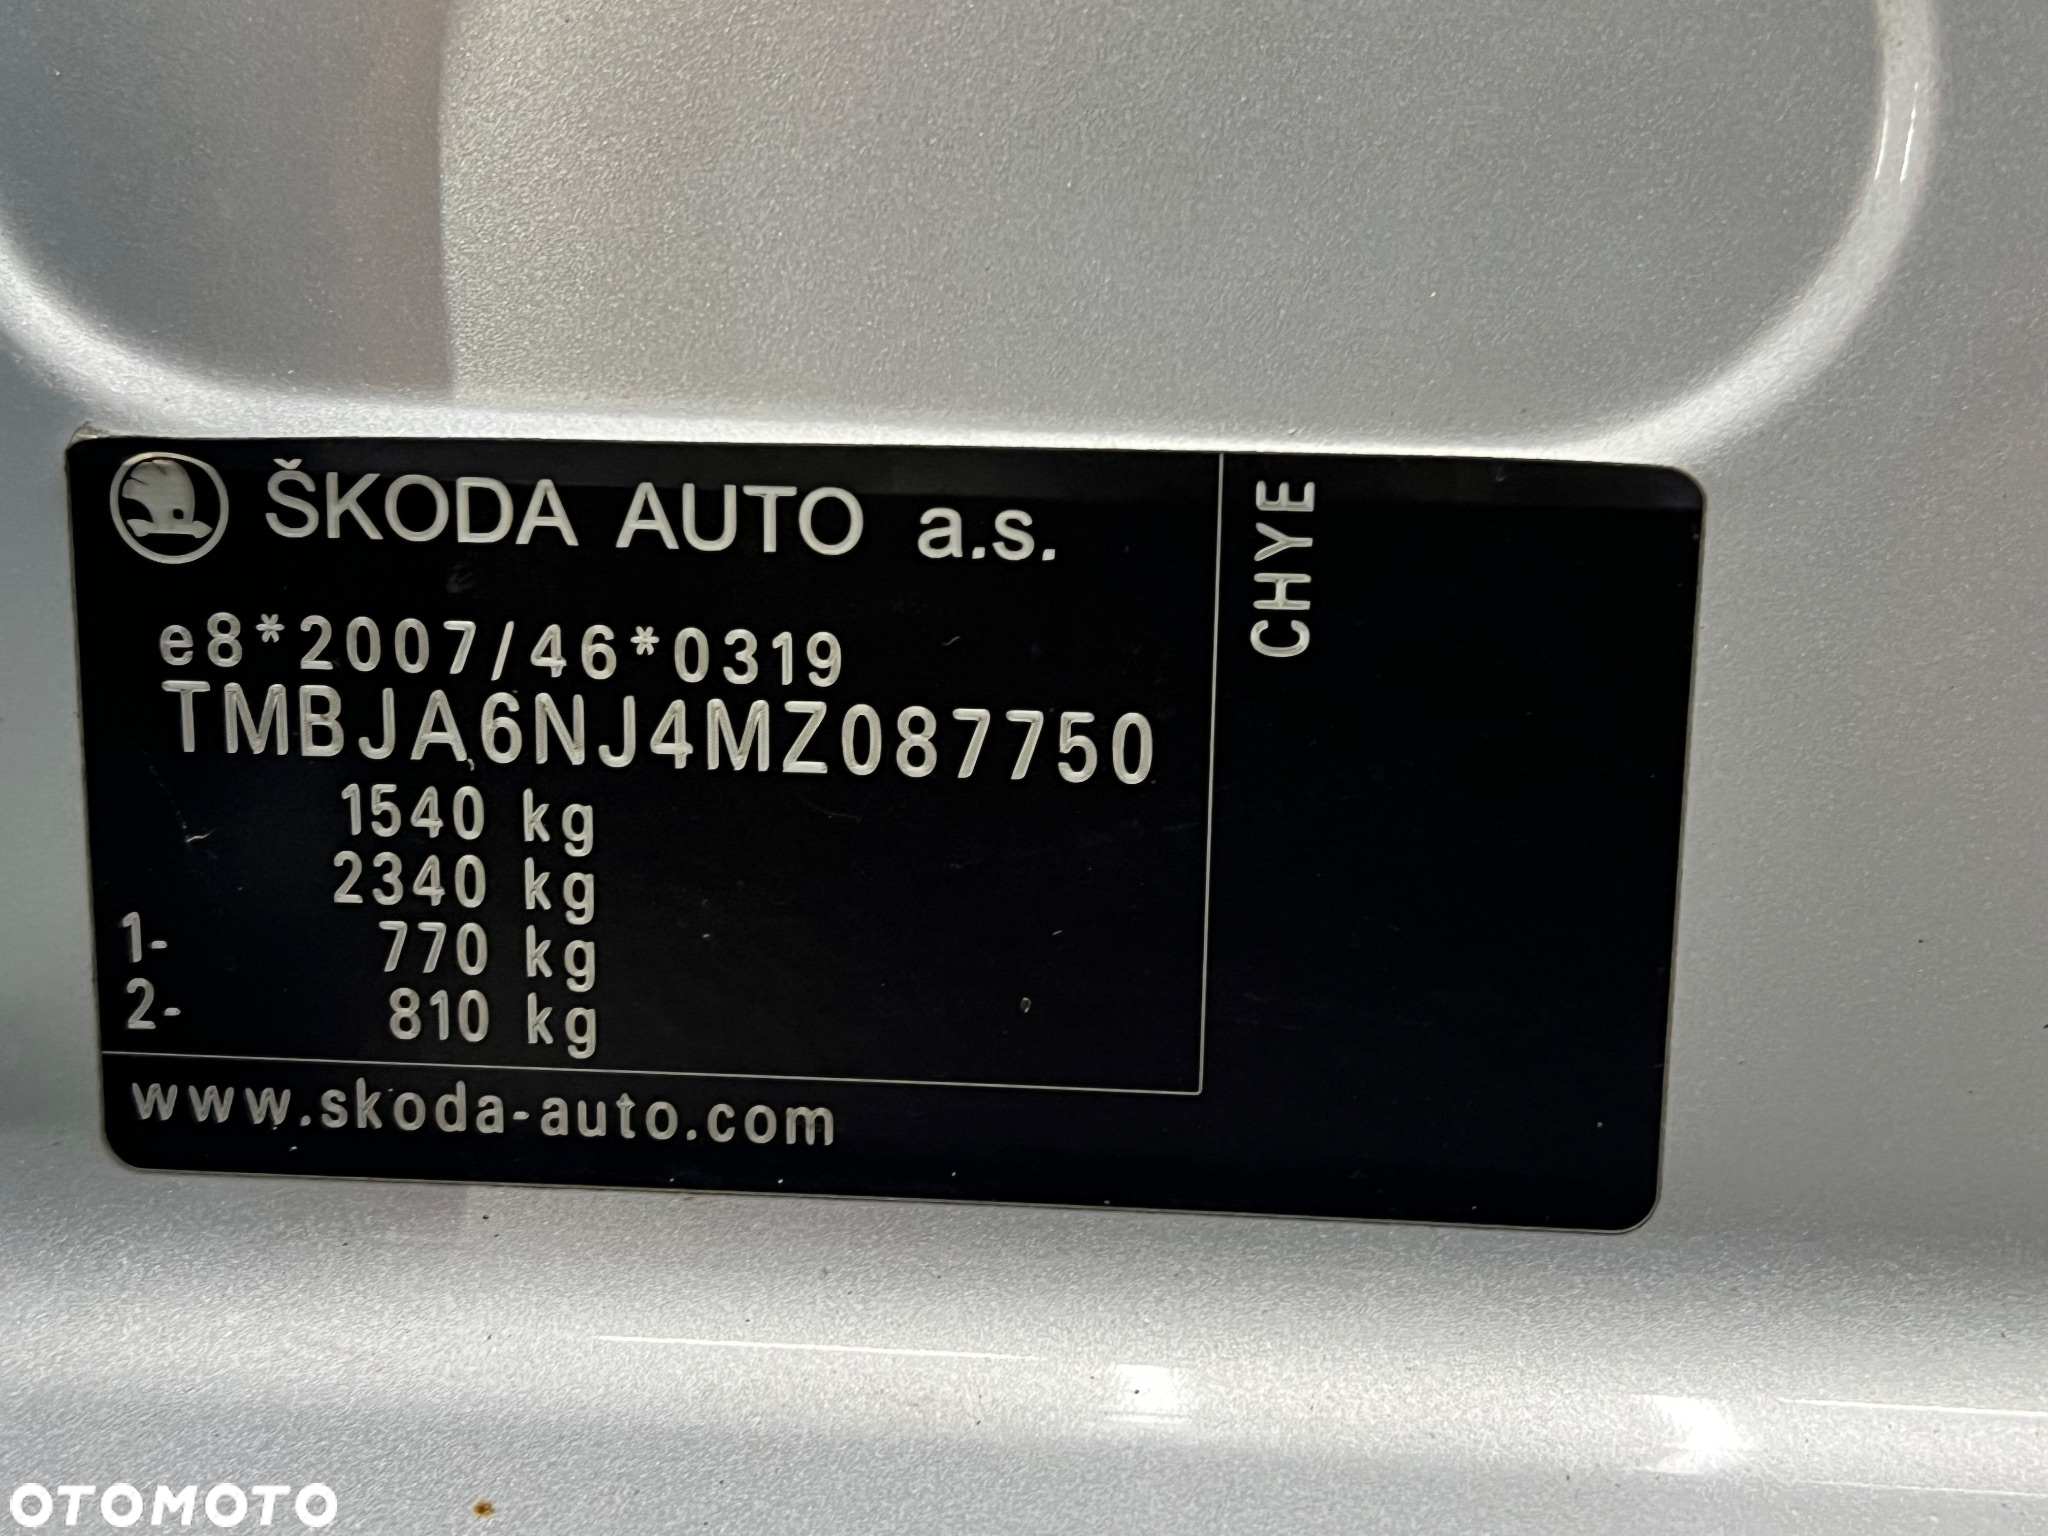 ŠKODA AUTO a.s.
CHYE
e8*2007/46*0319
TMBJA6NJ4MZ087750
1540 kg
2340 kg
1- 770 kg
2- 810 kg
www.skoda-auto.com
OTOMOTO